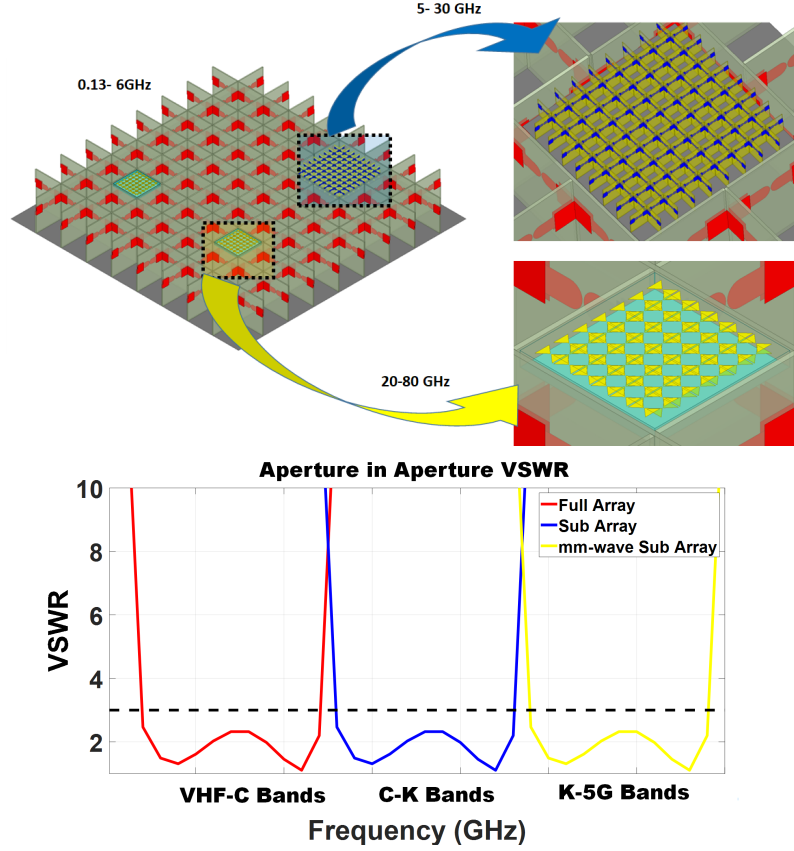 5- 30 GHz
0.13- 6GHz
20-80 GHz
Aperture in Aperture VSWR
10
8
6
4
2
VSWR
Full Array
Sub Array
mm-wave Sub Array
VHF-C Bands
C-K Bands
K-5G Bands
Frequency (GHz)